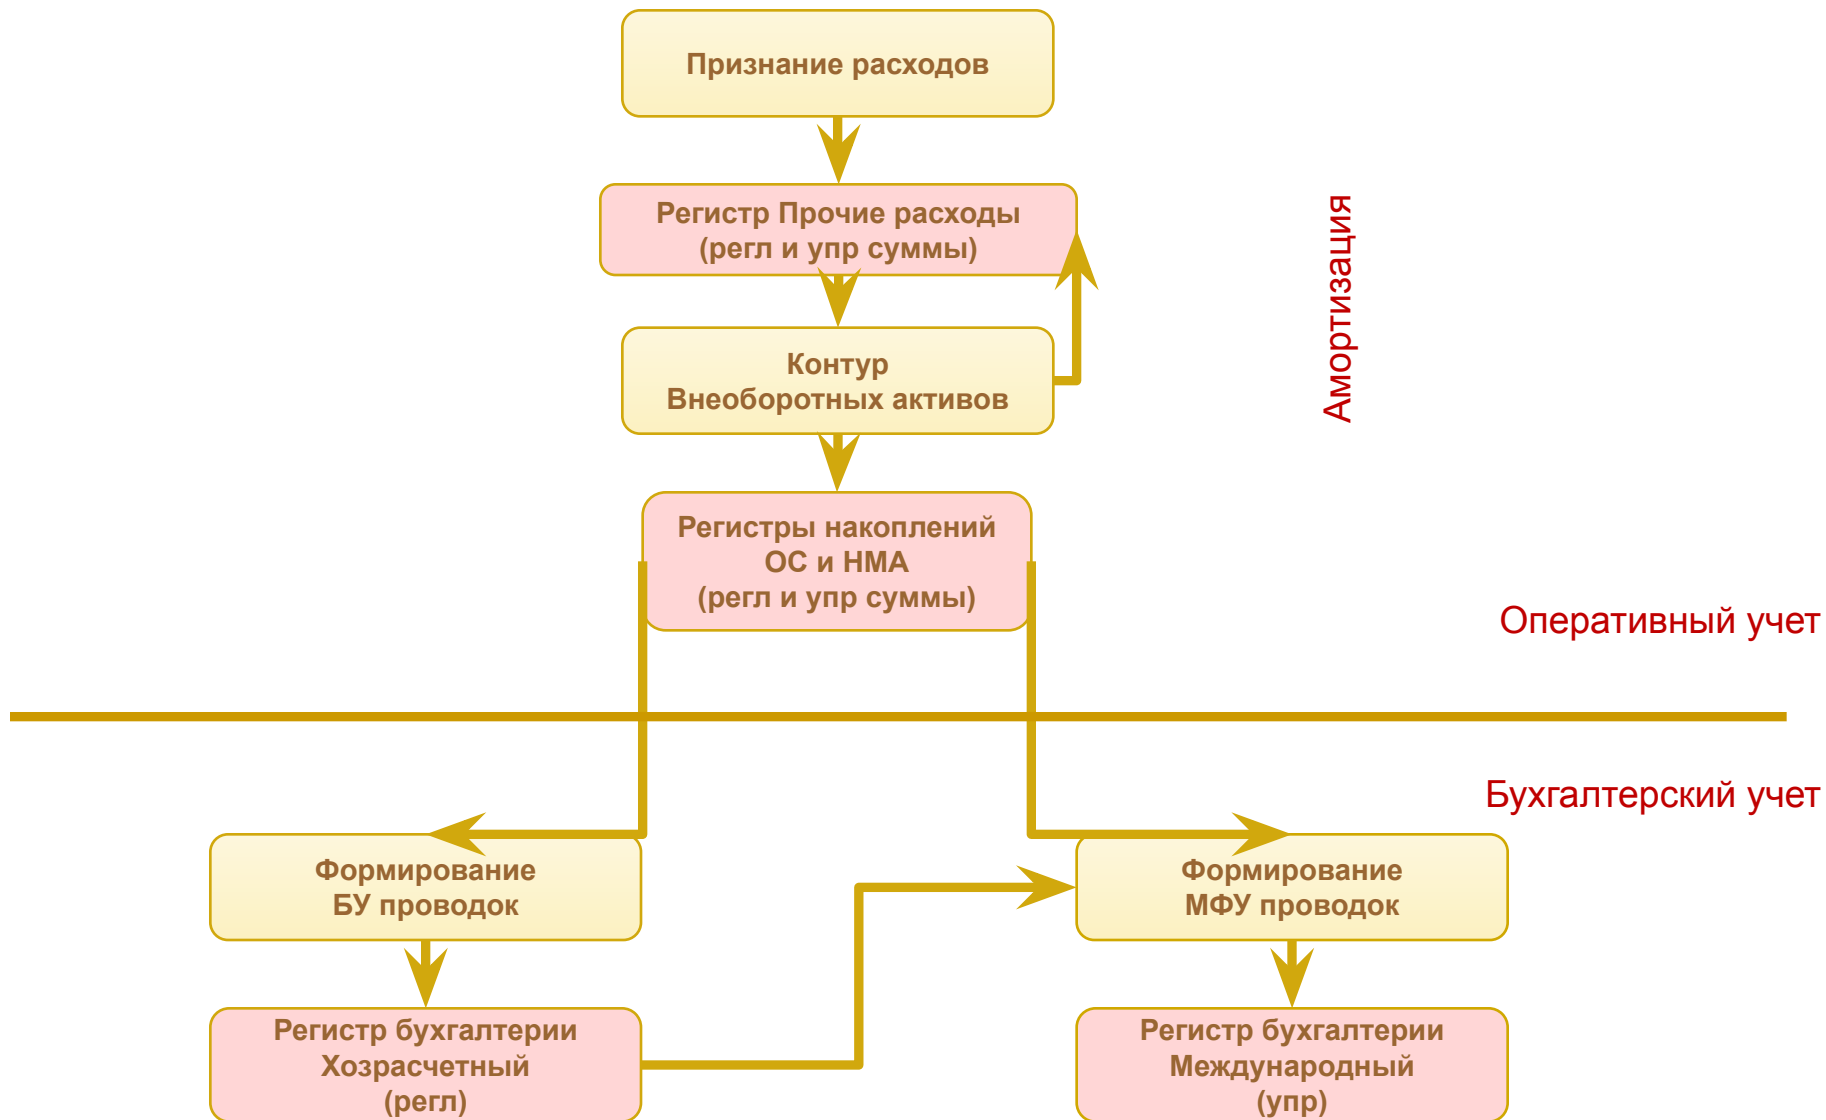 Признание расходов
Регистр Прочие расходы
(регл и упр суммы)
Амортизация
Контур
Внеоборотных активов
Регистры накоплений
ОС и НМА
(регл и упр суммы)
Оперативный учет
Бухгалтерский учет
Формирование
БУ проводок
Формирование
МФУ проводок
Регистр бухгалтерии
Хозрасчетный
(регл)
Регистр бухгалтерии
Международный
(упр)